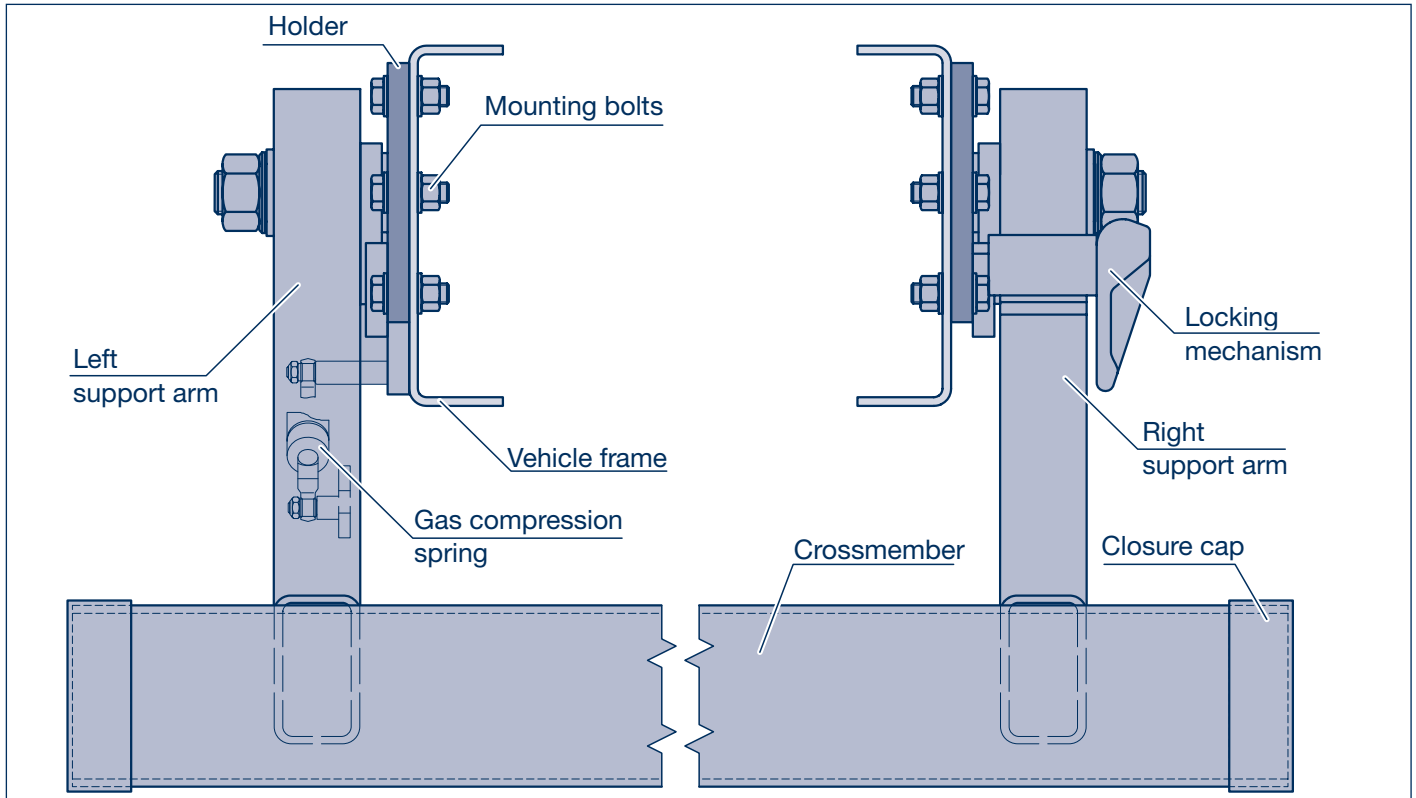 Holder
Mounting bolts
Left
support arm
Locking
mechanism
Right
support arm
Vehicle frame
Gas compression
spring
Crossmember
Closure cap